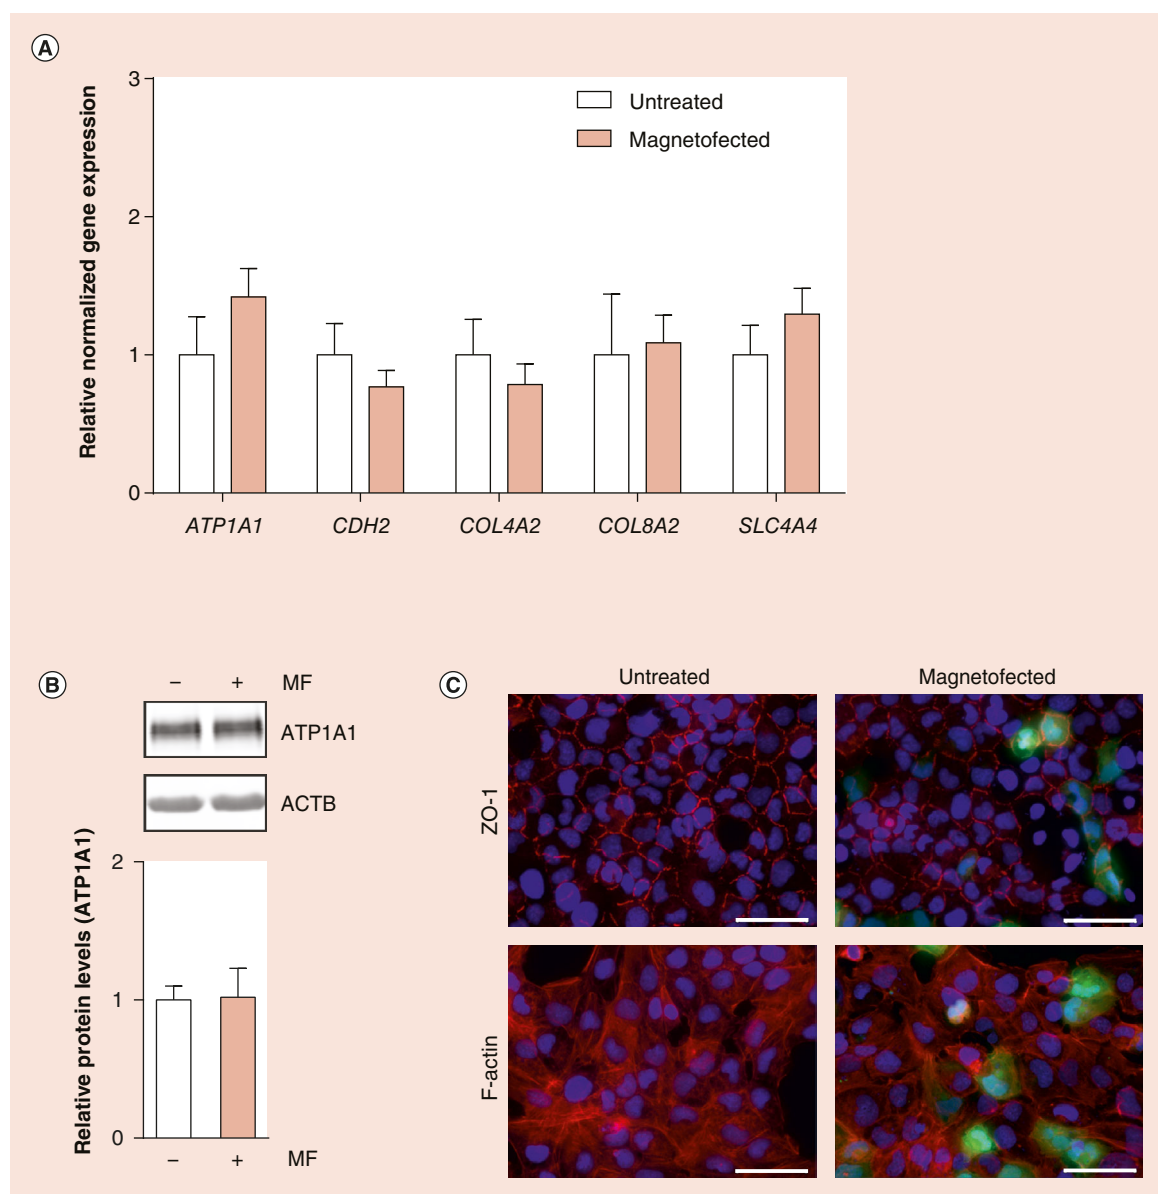 A
Relative normalized gene expression
3
2
1
0
Untreated
Magnetofected
ATP1A1 CDH2 COL4A2 COL8A2 SLC4A4
B
– + MF
ATP1A1
ACTB
Relative protein levels (ATP1A1)
2
1
0
– + MF
C
Untreated Magnetofected
ZO-1
F-actin